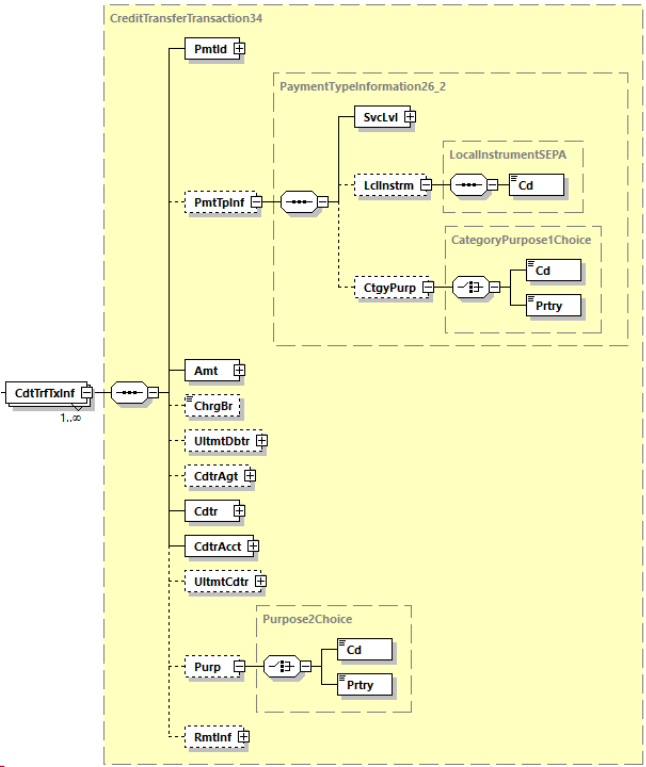 CreditTransferTransaction34
PmtId
PaymentTypeInformation26_2
SvcLvl
LocalInstrumentSEPA
PmtTpInf
LclInstrm
Cd
CategoryPurpose1Choice
CtgyPurp
Cd
Prtry
Amt
CdtTrfTxInf
1..∞
ChrgBr
UltmtDbtr
CdtrAgt
Cdtr
CdtrAcct
UltmtCdtr
Purpose2Choice
Purp
Cd
Prtry
RmtInf